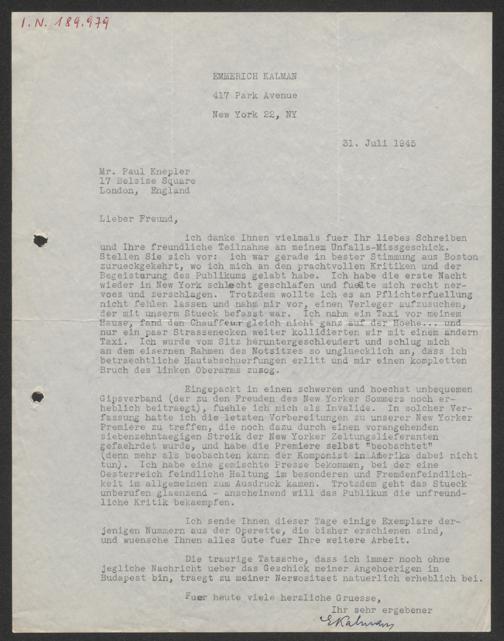 I.N. 189.979
EMMERICH KALMAN
417 Park Avenue
New York 22, NY
31. Juli 1945
Mr. Paul Knepler
17 Belsize Square
London, England
Lieber Freund,
ich danke Ihnen vielmals fuer Ihr liebes Schreiben
und Ihre freundliche Teilnahme an meinem Unfalls-Missgeschick.
Stellen Sie sich vor: ich war gerade in bester Stimmung aus Boston
zurueckgekehrt, wo ich mich an den prachtvollen Kritiken und der
Begeisterung des Publikums gelabt habe. Ich habe die erste Nacht
wieder in New York schlecht geschlafen und fuelte mich recht ner-
voes und zerschlagen. Trotzdem wollte ich es an Pflichterfuellung
nicht fehlen lassen und nahm mir vor, einen Verleger aufzusuchen,
der mit unserm Stueck befasst war. Ich nahm ein Taxi vor meinem
Hause, fand den Chauffeur gleich nicht ganz auf der Hoehe... und
nur ein paar Strassenecken weiter kollidierten wir mit einem andern
Taxi. Ich wurde vom Sitz heruntergeschleudert und schlug mich
an dem eisernen Rahmen des Notsitzes so ungluecklich an, dass ich
betraechtliche Hautabschuerfungen erlitt und mir einen kompletten
Bruch des linken Oberarms zuzog.
Eingepackt in einen schweren und hoechst unbequemen
Gipsverband (der zu den Freuden des New Yorker Sommers noch er-
heblich beitraegt), fuehle ich mich als Invalide. In solcher Ver-
fassung hatte ich die letzten Vorbereitungen zu unserer New Yorker
Premiere zu treffen, die noch dazu durch einen vorangehenden
siebenzehntaegigen Streik der New Yorker Zeitungslieferanten
gefaehrdet wurde, und habe die Premiere selbst "beobachtet"
(denn mehr als beobachten kann der Komponist in Amerika dabei nicht
tun). Ich habe eine gemischte Presse bekommen, bei der eine
Oesterreich feindliche Haltung im besonderen und Fremdenfeindlich-
keit im allgemeinen zum Ausdruck kamen. Trotzdem geht das Stueck
unberufen glaenzend - anscheinend will das Publikum die unfreund-
liche Kritik bekaempfen.
Ich sende Ihnen dieser Tage einige Exemplare der-
jenigen Nummern aus der Operette, die bisher erschienen sind,
und wuensche Ihnen alles Gute fuer Ihre weitere Arbeit.
Die traurige Tatsache, dass ich immer noch ohne
jegliche Nachricht ueber das Geschick meiner Angehoerigen in
Budapest bin, traegt zu meiner Nervositaet natuerlich erheblich bei.
Fuer heute viele herzliche Gruesse,
Ihr sehr ergebener
EKalman